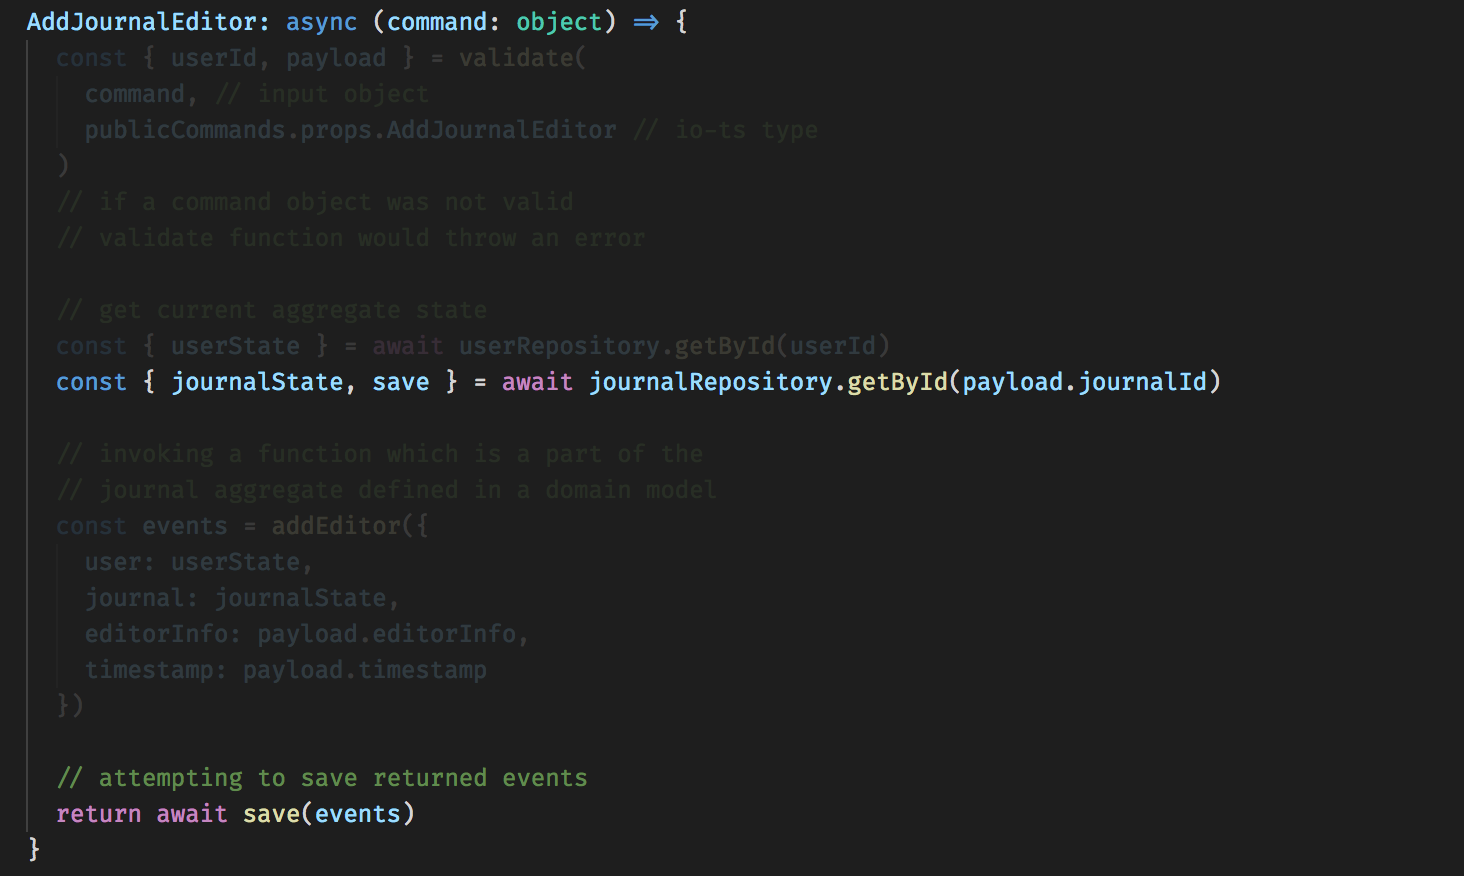 AddJournalEditor: async (command: object) => {
const { userId, payload } = validate(
command, // input object
publicCommands.props.AddJournalEditor // io-ts type
)
// if a command object was not valid
// validate function would throw an error
// get current aggregate state
const { userState } = await userRepository.getById(userId)
const { journalState, save } = await journalRepository.getById(payload.journalId)
// invoking a function which is a part of the
// journal aggregate defined in a domain model
const events = addEditor({
user: userState,
journal: journalState,
editorInfo: payload.editorInfo,
timestamp: payload.timestamp
})
// attempting to save returned events
return await save(events)
}